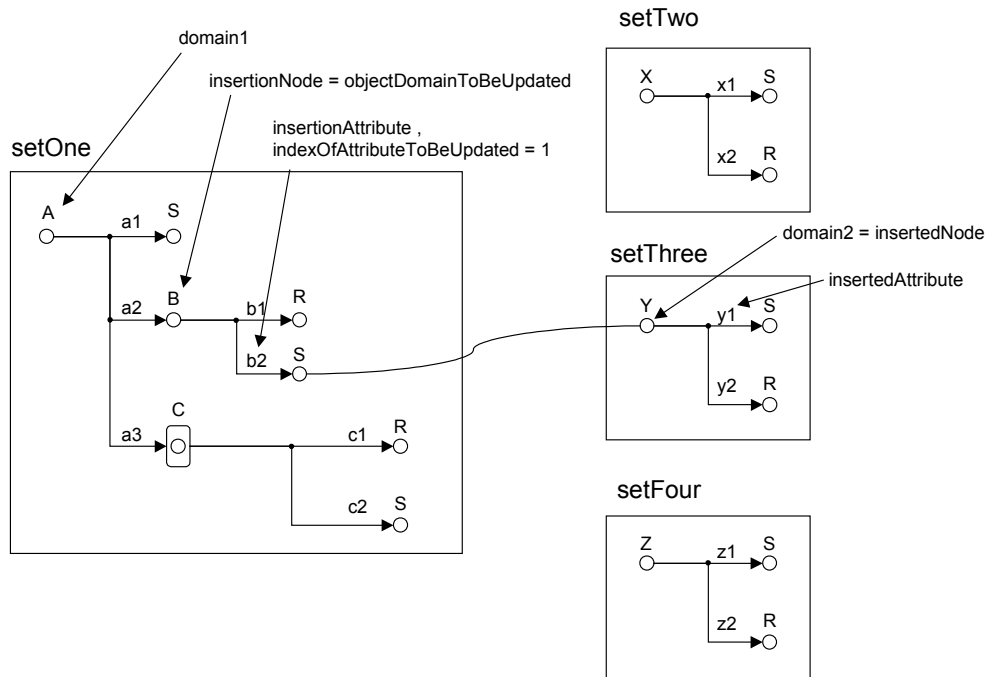 setTwo
domain1
X
x1
S
insertionNode = objectDomainToBeUpdated
insertionAttribute ,
indexOfAttributeToBeUpdated = 1
setOne
x2
R
A
a1
S
domain2 = insertedNode
setThree
insertedAttribute
a2
B
b1
R
Y
y1
S
b2
S
y2
R
C
a3
c1
R
setFour
c2
S
Z
z1
S
z2
R